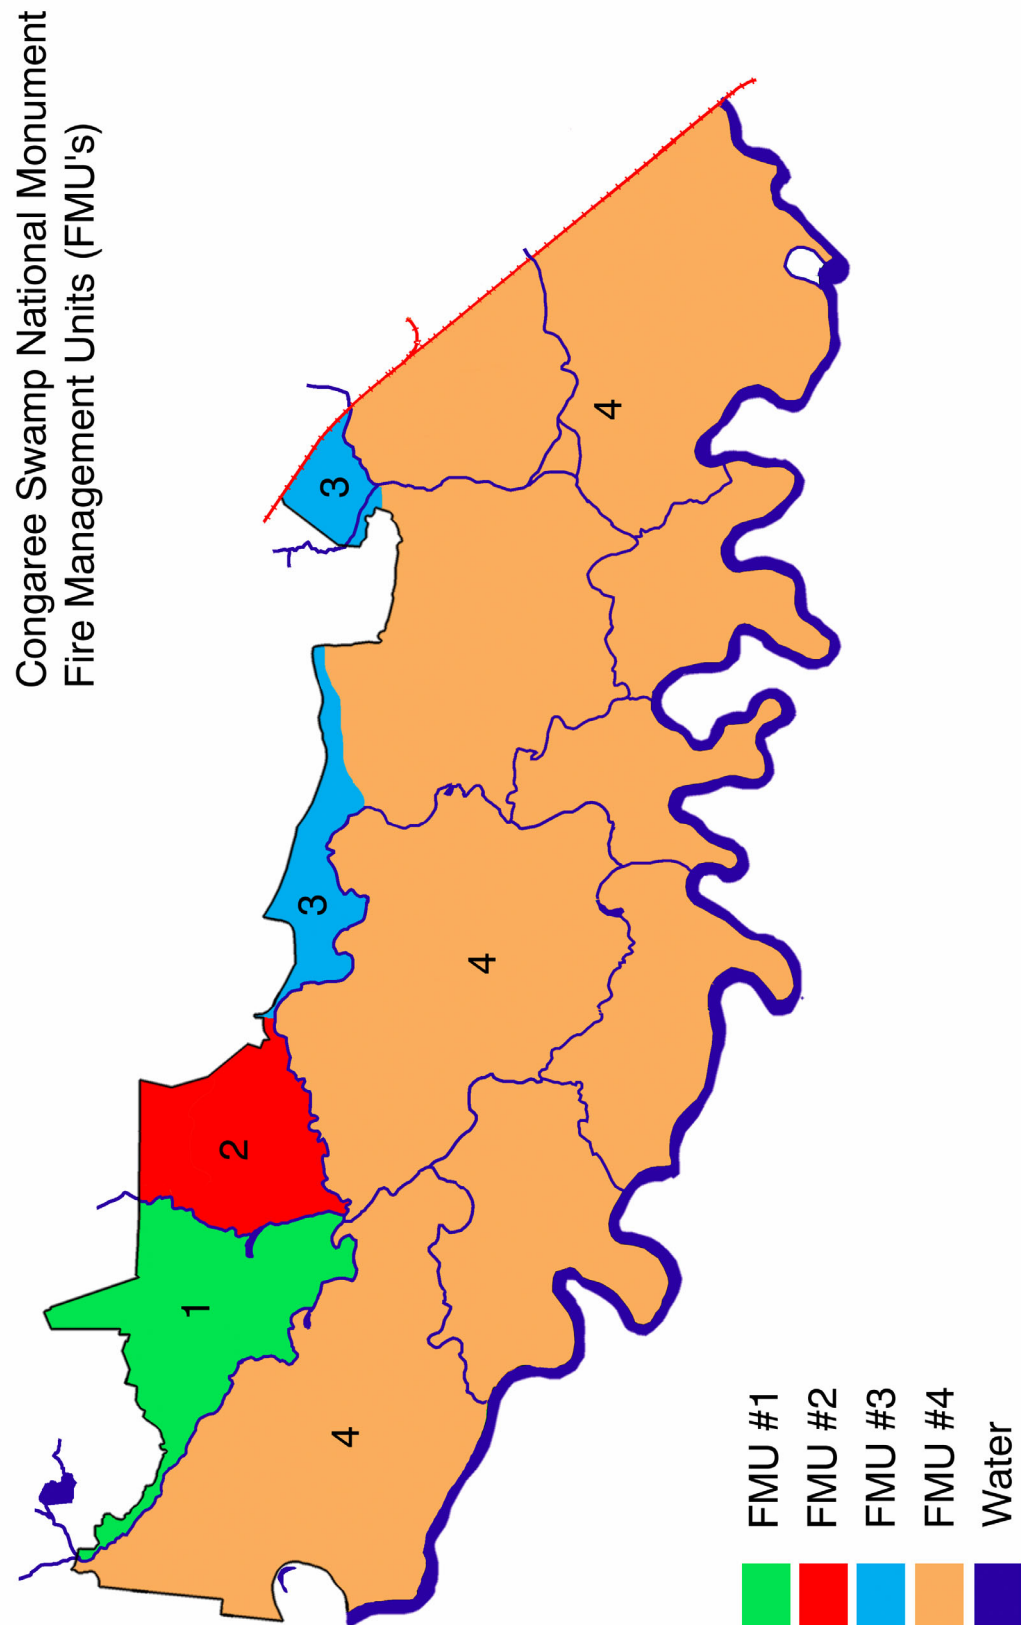 Congaree Swamp National Monument
Fire Management Units (FMU's)
1
2
3
3
4
4
4
FMU #1
FMU #2
FMU #3
FMU #4
Water